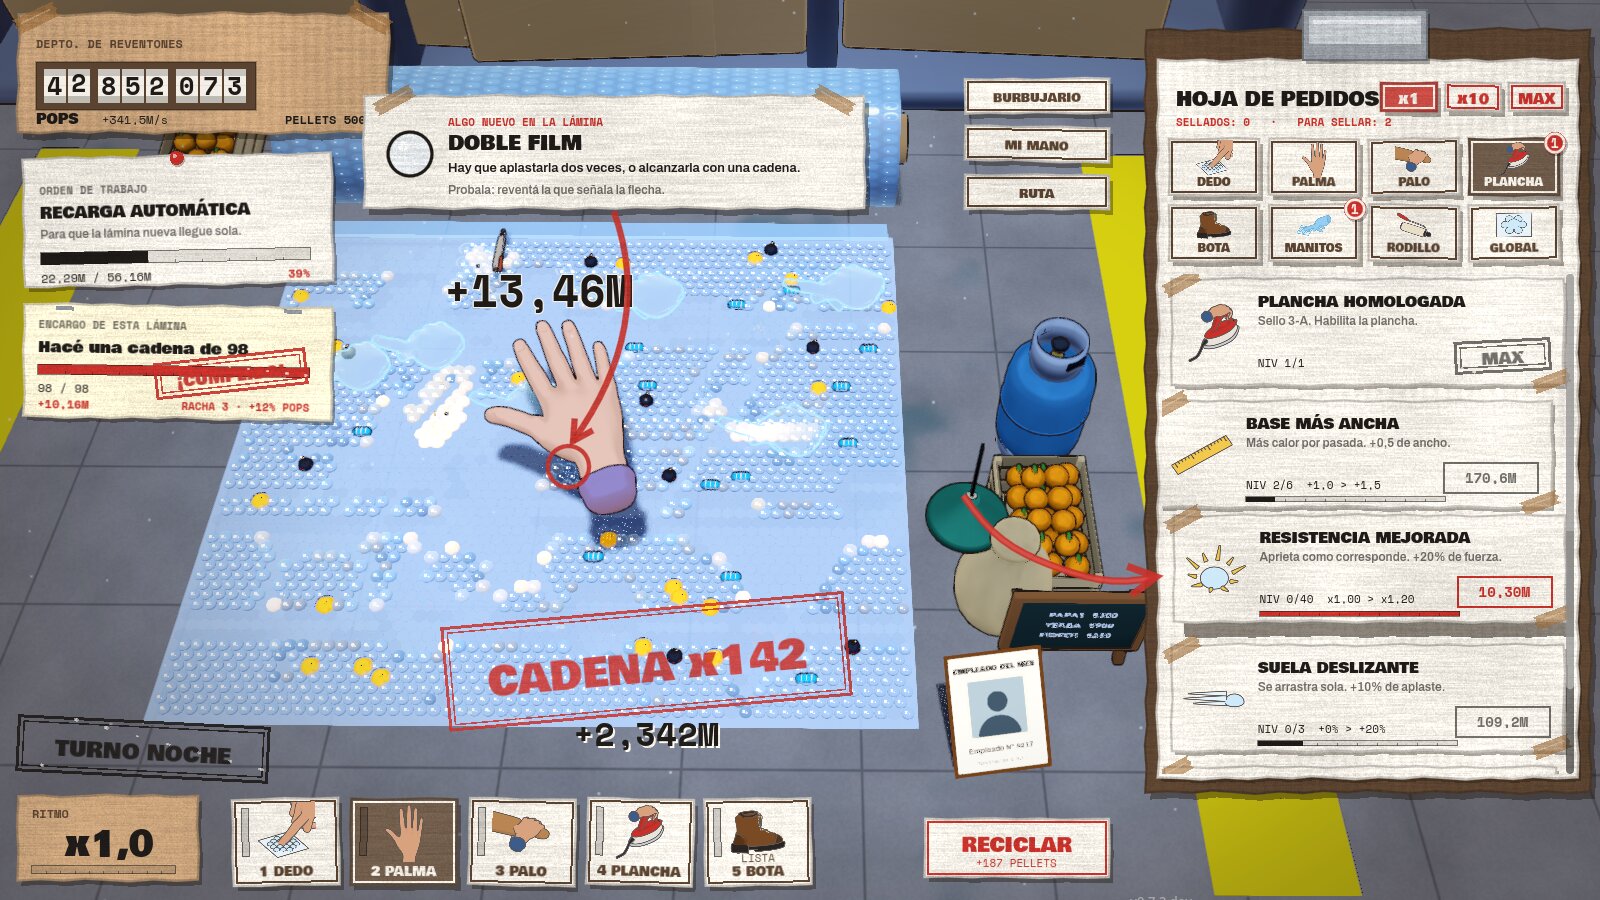 DEPTO. DE REVENTONES
42 852 073
POPS +341.5M/s PELLETS 500
ORDEN DE TRABAJO
RECARGA AUTOMÁTICA
Para que la lámina nueva llegue sola.
22,29M / 56,16M 39%
ENCARGO DE ESTA LÁMINA
Hacé una cadena de 98
98 / 98
+10,16M RACHA 3 · +12% POPS
ALGO NUEVO EN LA LÁMINA
DOBLE FILM
Hay que aplastarla dos veces, o alcanzarla con una cadena.
Probala: reventá la que señala la flecha.
+13,46M
CADENA x142
+2,342M
TURNO NOCHE
RITMO
x1,0
1 DEDO
2 PALMA
3 PALO
4 PLANCHA
LISTA
5 BOTA
RECICLAR
+187 PELLETS
BURBUJARIO
MI MANO
RUTA
EMPLEADO DEL MES
HOJA DE PEDIDOS x1 x10 MAX
SELLADOS: 0 · PARA SELLAR: 2
DEDO
PALMA
PALO
PLANCHA
1
BOTA
MANITOS
1
RODILLO
GLOBAL
PLANCHA HOMOLOGADA
Sello 3-A. Habilita la plancha.
NIV 1/1
MAX
BASE MÁS ANCHA
Más calor por pasada. +0,5 de ancho.
NIV 2/6 +1.0 > +1.5
170,6M
RESISTENCIA MEJORADA
Aprieta como corresponde. +20% de fuerza.
NIV 0/40 x1.00 > x1.20
10,30M
SUELA DESLIZANTE
Se arrastra sola. +10% de aplaste.
NIV 0/3 +0% > +20%
109,2M